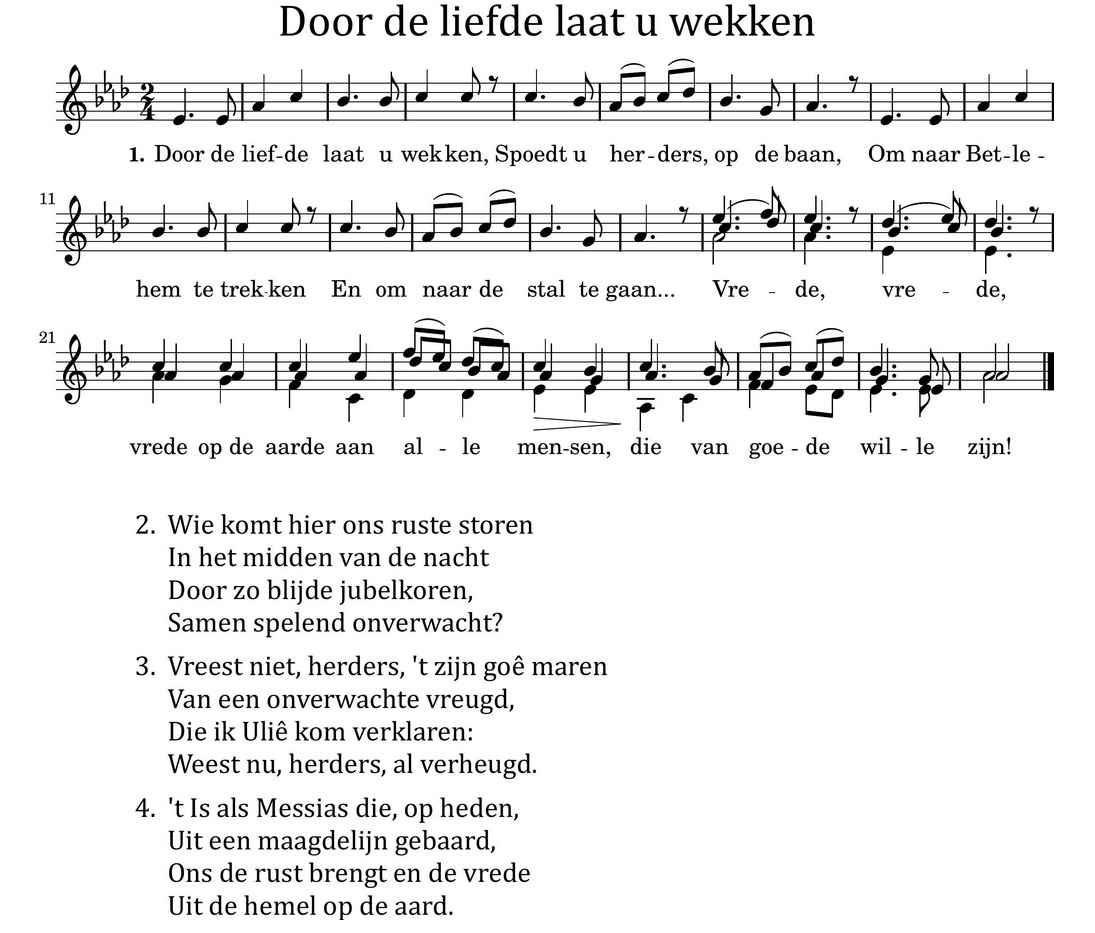 Door de liefde laat u wekken
1. Door de lief-de laat u wekken, Spoedt u her-ders, op de baan, Om naar Bet-le-
11
hem te trek-ken En om naar de stal te gaan... Vre - de, vre - de,
21
vrede op de aarde aan al - le men-sen, die van goe - de wil - le zijn!
2. Wie komt hier ons ruste storen
In het midden van de nacht
Door zo blijde jubelkoren,
Samen spelend onverwacht?
3. Vreest niet, herders, 't zijn goê maren
Van een onverwachte vreugd,
Die ik Uliê kom verklaren:
Weest nu, herders, al verheugd.
4. 't Is als Messias die, op heden,
Uit een maagdelijn gebaard,
Ons de rust brengt en de vrede
Uit de hemel op de aard.